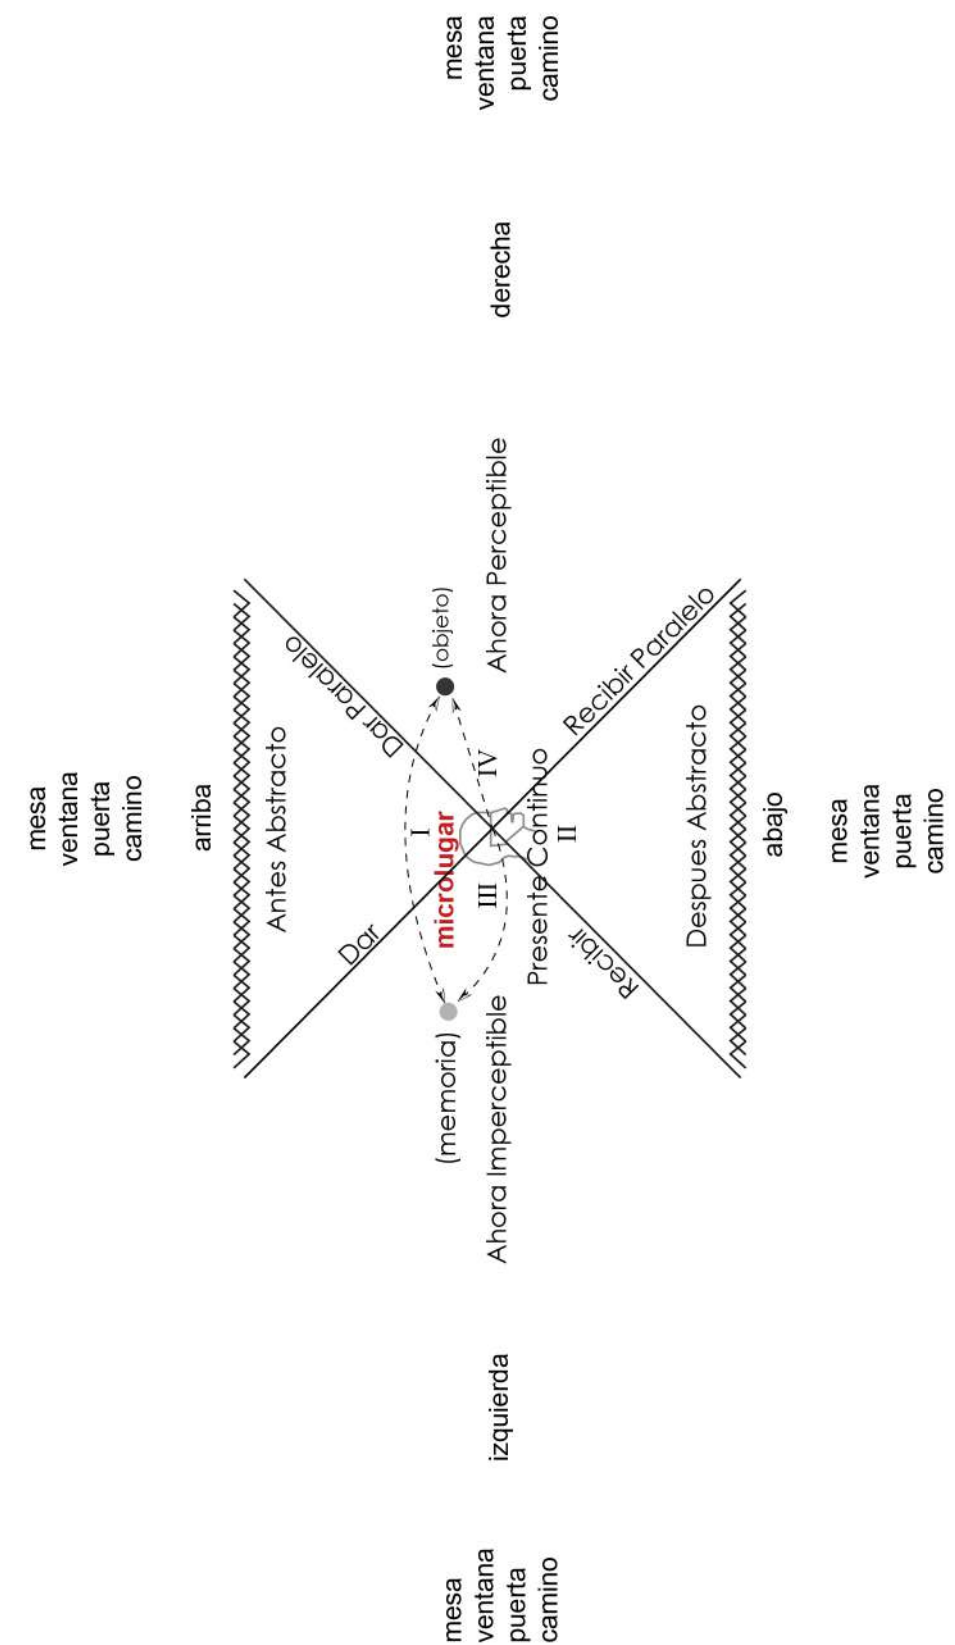 mesa
ventana
puerta
camino
arriba
Antes Abstracto
Dar
Dar Paralelo
I
microlugar
(memoria)
(objeto)
III
IV
Ahora Imperceptible
Ahora Perceptible
Presente Continuo
II
Recibir
Recibir Paralelo
Despues Abstracto
abajo
mesa
ventana
puerta
camino
izquierda
mesa
ventana
puerta
camino
derecha
mesa
ventana
puerta
camino